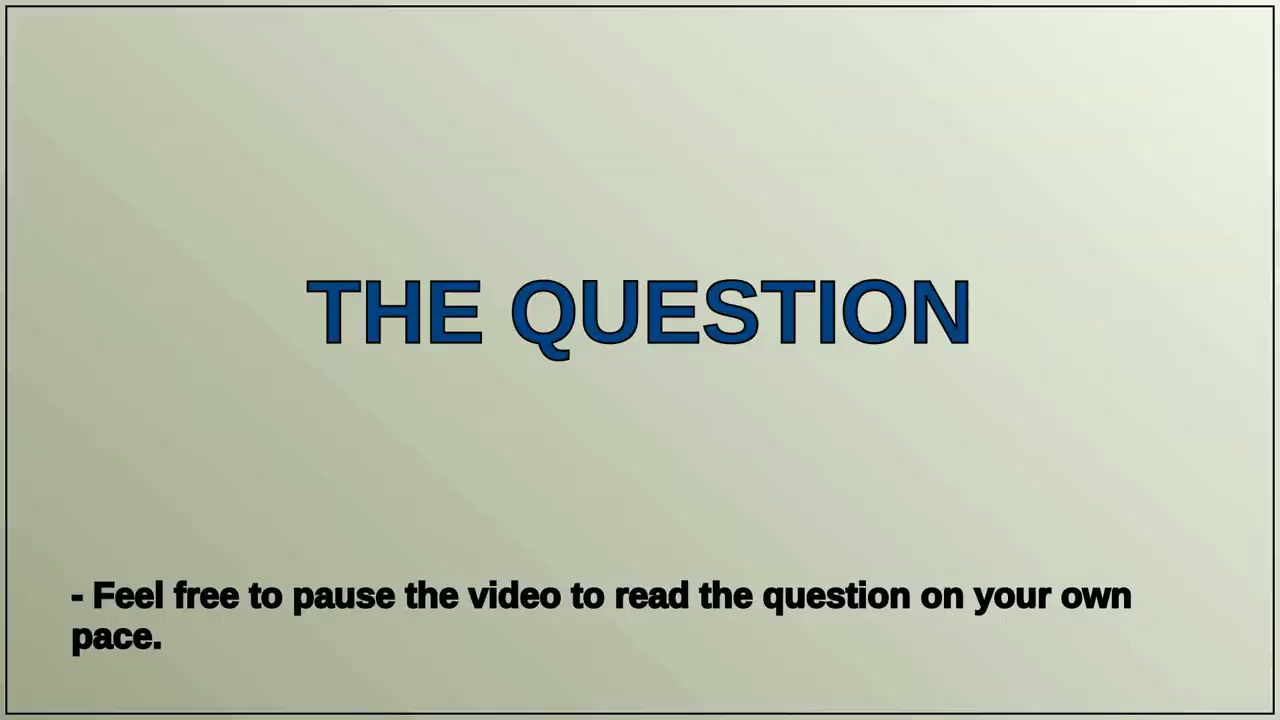 THE QUESTION
- Feel free to pause the video to read the question on your own
pace.